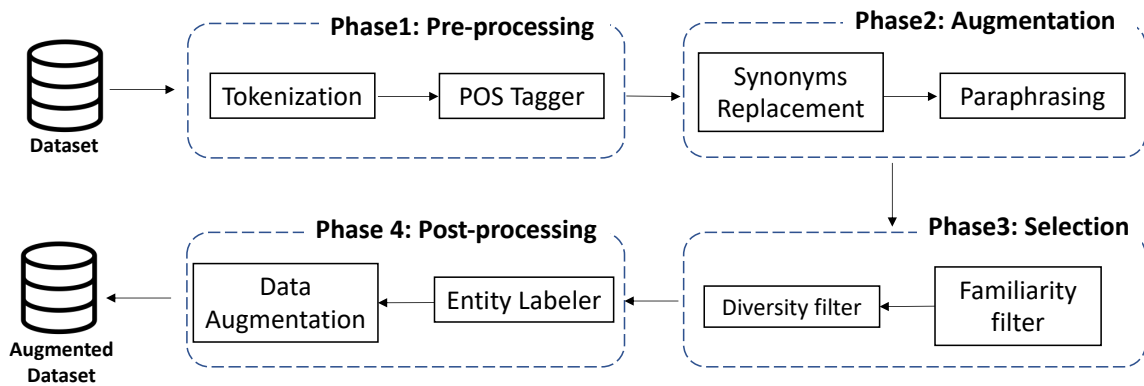 Phase1: Pre-processing
Tokenization
POS Tagger
Dataset
Phase2: Augmentation
Synonyms
Replacement
Paraphrasing
Phase3: Selection
Familiarity
filter
Diversity filter
Phase 4: Post-processing
Entity Labeler
Data
Augmentation
Augmented
Dataset